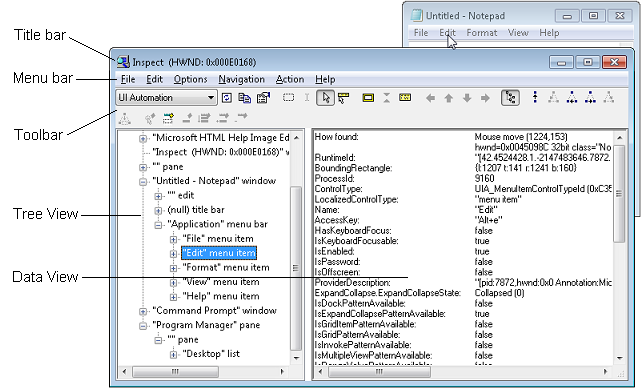 Untitled - Notepad
File Edit Format View Help
Title bar
Inspect (HWND: 0x000E0168)
Menu bar
File Edit Options Navigation Action Help
UI Automation
Toolbar
"Microsoft HTML Help Image Ed
"Inspect (HWND: 0x000E0168)" w
"" pane
"Untitled - Notepad" window
"" edit
(null) title bar
"Application" menu bar
"File" menu item
"Edit" menu item
"Format" menu item
"View" menu item
"Help" menu item
"Command Prompt" window
"Program Manager" pane
"" pane
"Desktop" list
Tree View
Data View
How found: Mouse move (1224,153)
hwnd=0x0045098C 32bit class="No
RuntimeId: "[42.4524428.1.-2147483646.7872.
BoundingRectangle: {l:1207 t:141 r:1241 b:160}
ProcessId: 9160
ControlType: UIA_MenuItemControlTypeId (0xC35
LocalizedControlType: "menu item"
Name: "Edit"
AccessKey: "Alt+e"
HasKeyboardFocus: false
IsKeyboardFocusable: true
IsEnabled: true
IsPassword: false
IsOffscreen: false
ProviderDescription: "[pid:7872,hwnd:0x0 Annotation:Mic
ExpandCollapse.ExpandCollapseState: Collapsed (0)
IsDockPatternAvailable: false
IsExpandCollapsePatternAvailable: true
IsGridItemPatternAvailable: false
IsGridPatternAvailable: false
IsInvokePatternAvailable: false
IsMultipleViewPatternAvailable: false
IsRangeValuePatternAvailable: false